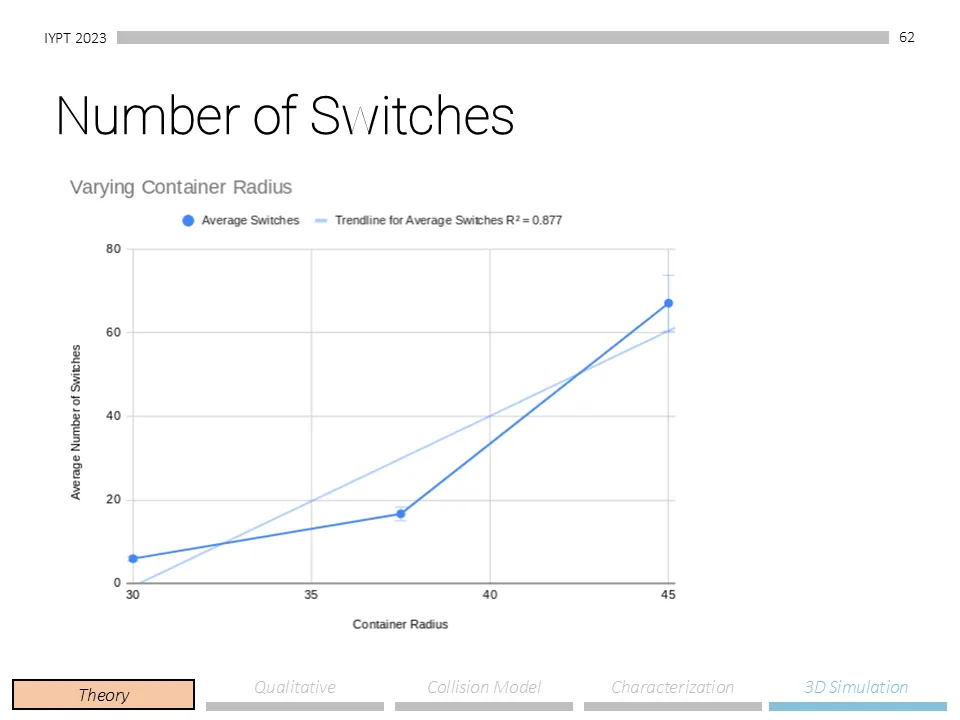 IYPT 2023
62
Number of Switches
Varying Container Radius
Average Switches
Trendline for Average Switches R² = 0.877
80
60
40
20
0
Average Number of Switches
30 35 40 45
Container Radius
Theory
Qualitative
Collision Model
Characterization
3D Simulation